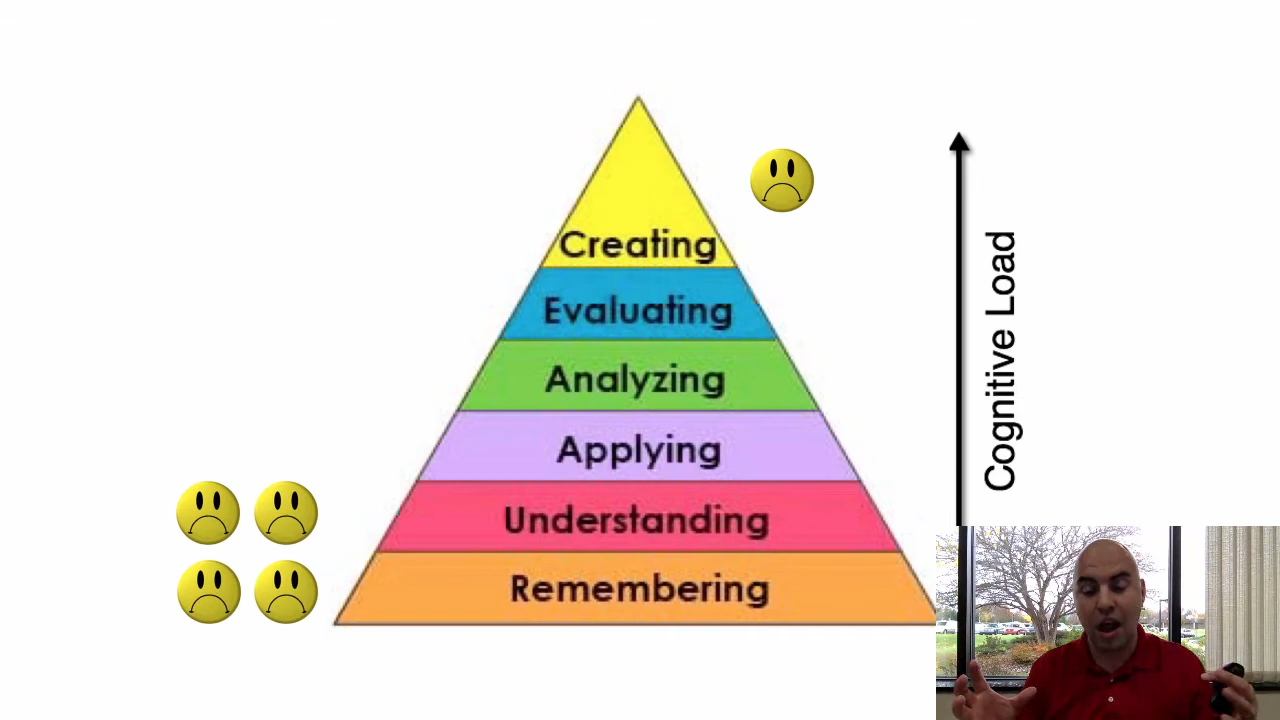 Creating
Evaluating
Analyzing
Applying
Understanding
Remembering
Cognitive Load